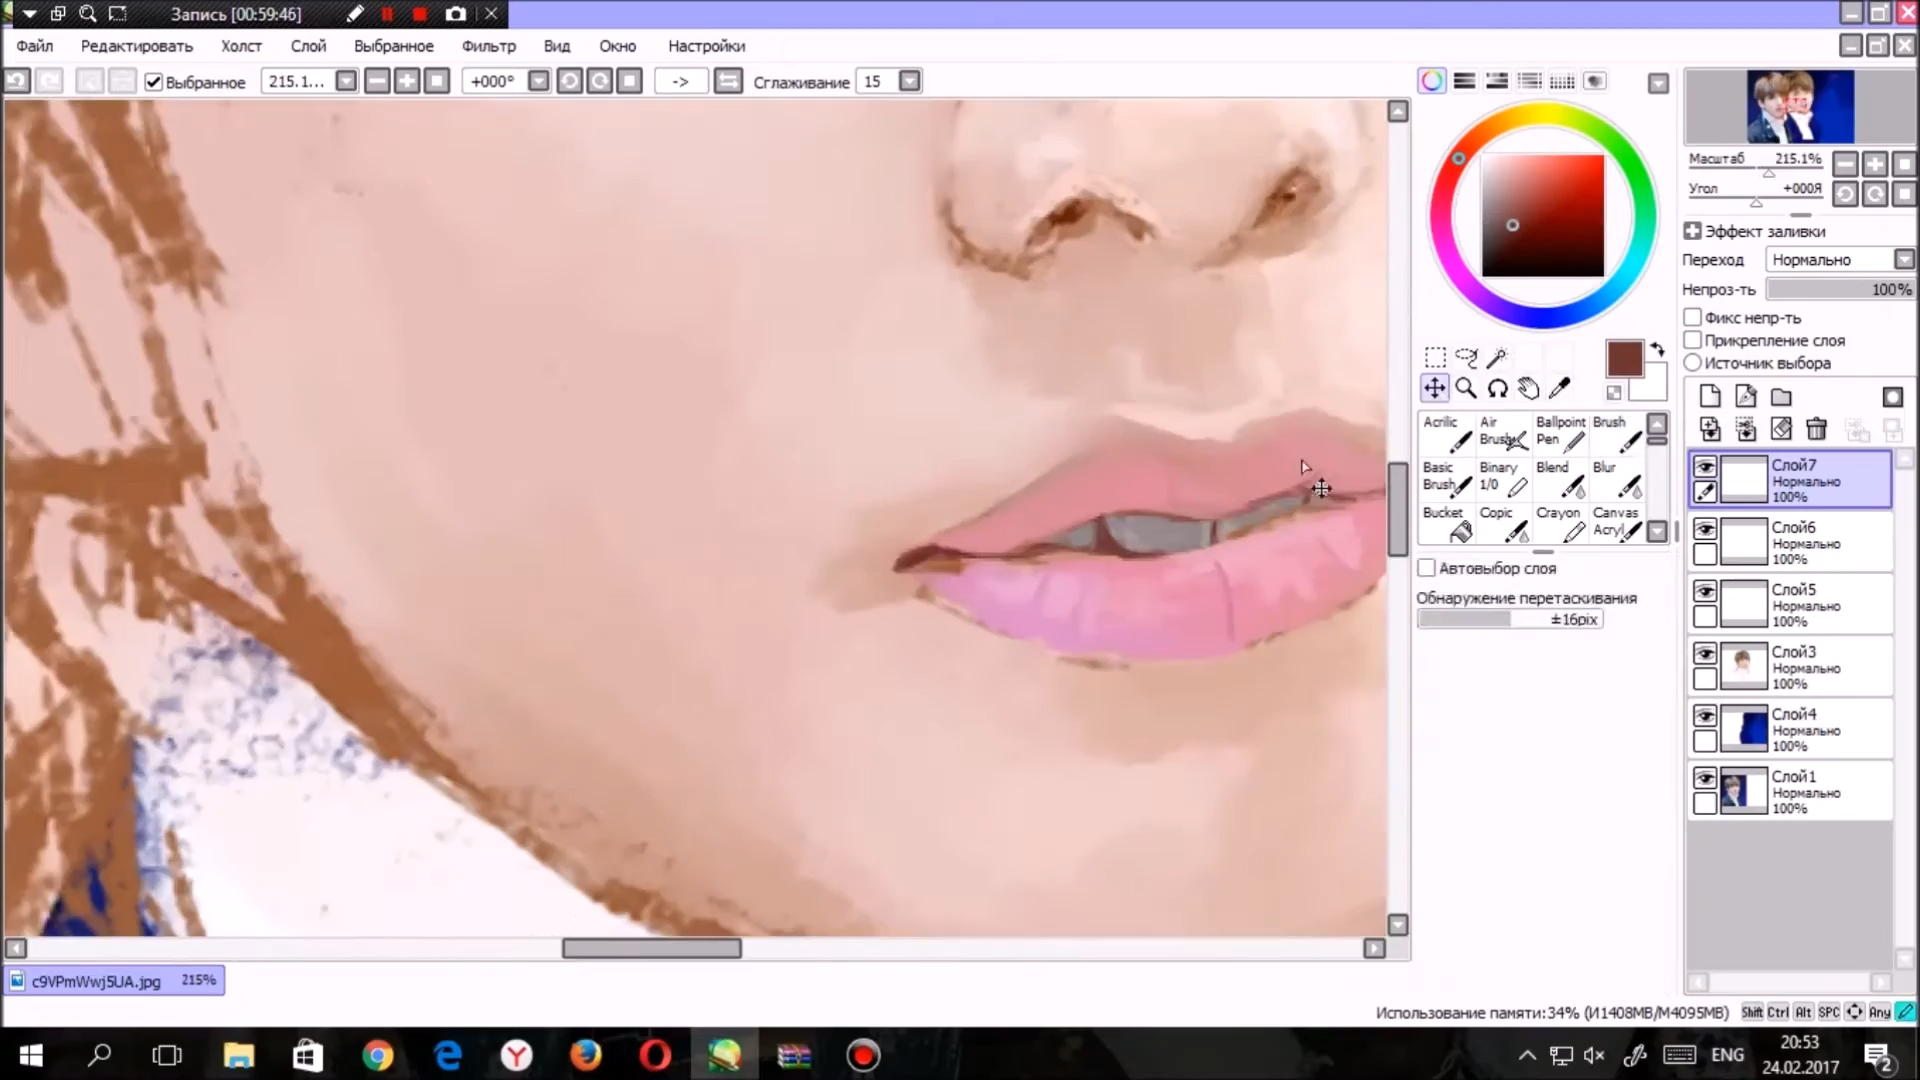 Запись [00:59:46]
Файл Редактировать Холст Слой Выбранное Фильтр Вид Окно Настройки
Выбранное 215.1... +000° -> Сглаживание 15
Масштаб 215.1%
Угол +000Я
Эффект заливки
Переход Нормально
Непроз-ть 100%
Фикс непр-ть
Прикрепление слоя
Источник выбора
Acrilic Air Brush Ballpoint Pen Brush
Basic Brush Binary 1/0 Blend Blur
Bucket Copic Crayon Canvas Acryl
Автовыбор слоя
Обнаружение перетаскивания
±16pix
Слой7
Нормально
100%
Слой6
Нормально
100%
Слой5
Нормально
100%
Слой3
Нормально
100%
Слой4
Нормально
100%
Слой1
Нормально
100%
c9VPmWwj5UA.jpg 215%
Использование памяти:34% (И1408MB/М4095MB) Shift Ctrl Alt SPC Any
ENG
20:53
24.02.2017
2